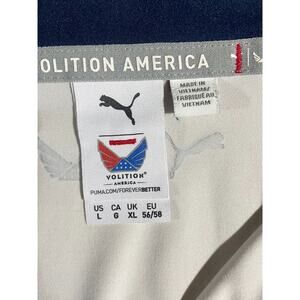 VOLITION AMERICA
MADE IN
VIETNAM/
FABRIQUÉ AU
VIETNAM
VOLITION
AMERICA
PUMA.COM/FOREVERBETTER
US CA UK EU
L G XL 56/58